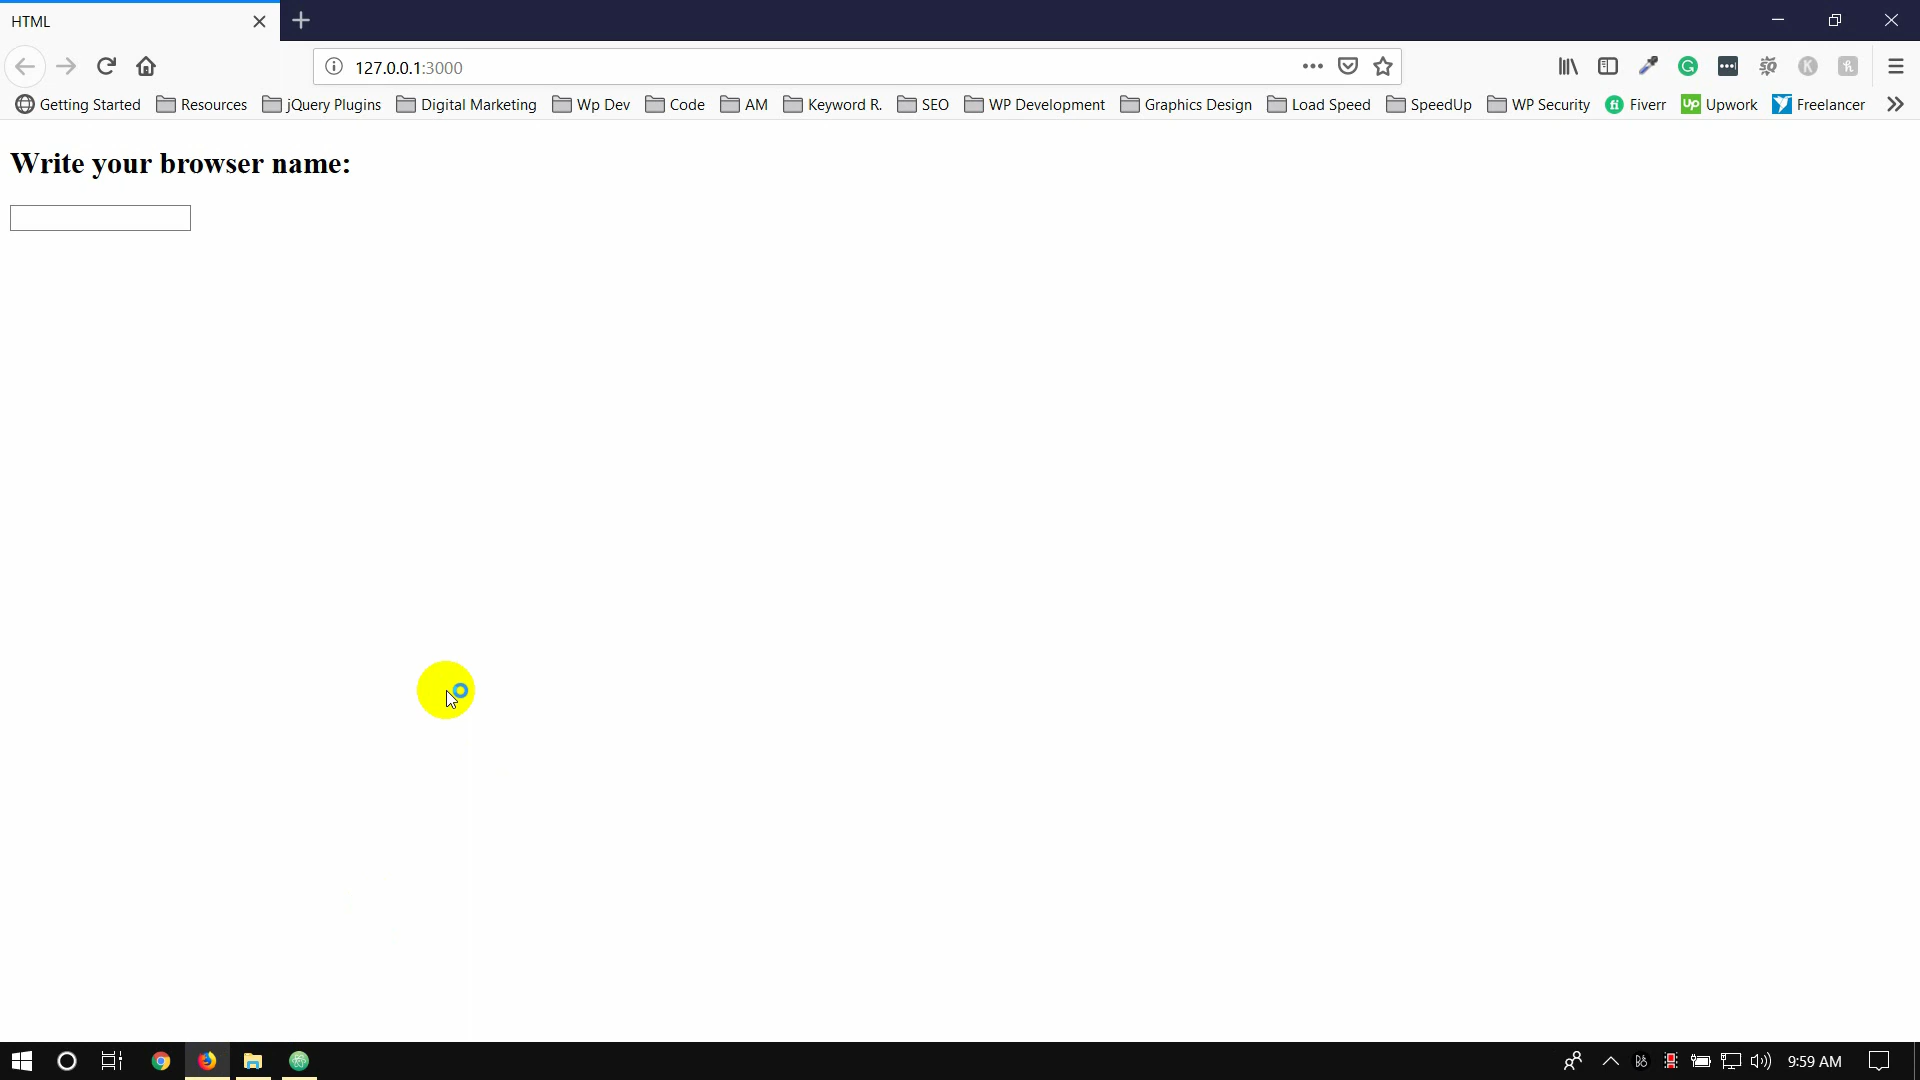 HTML
127.0.0.1:3000
Getting Started Resources jQuery Plugins Digital Marketing Wp Dev Code AM Keyword R. SEO WP Development Graphics Design Load Speed SpeedUp WP Security Fiverr Upwork Freelancer
Write your browser name:
9:59 AM